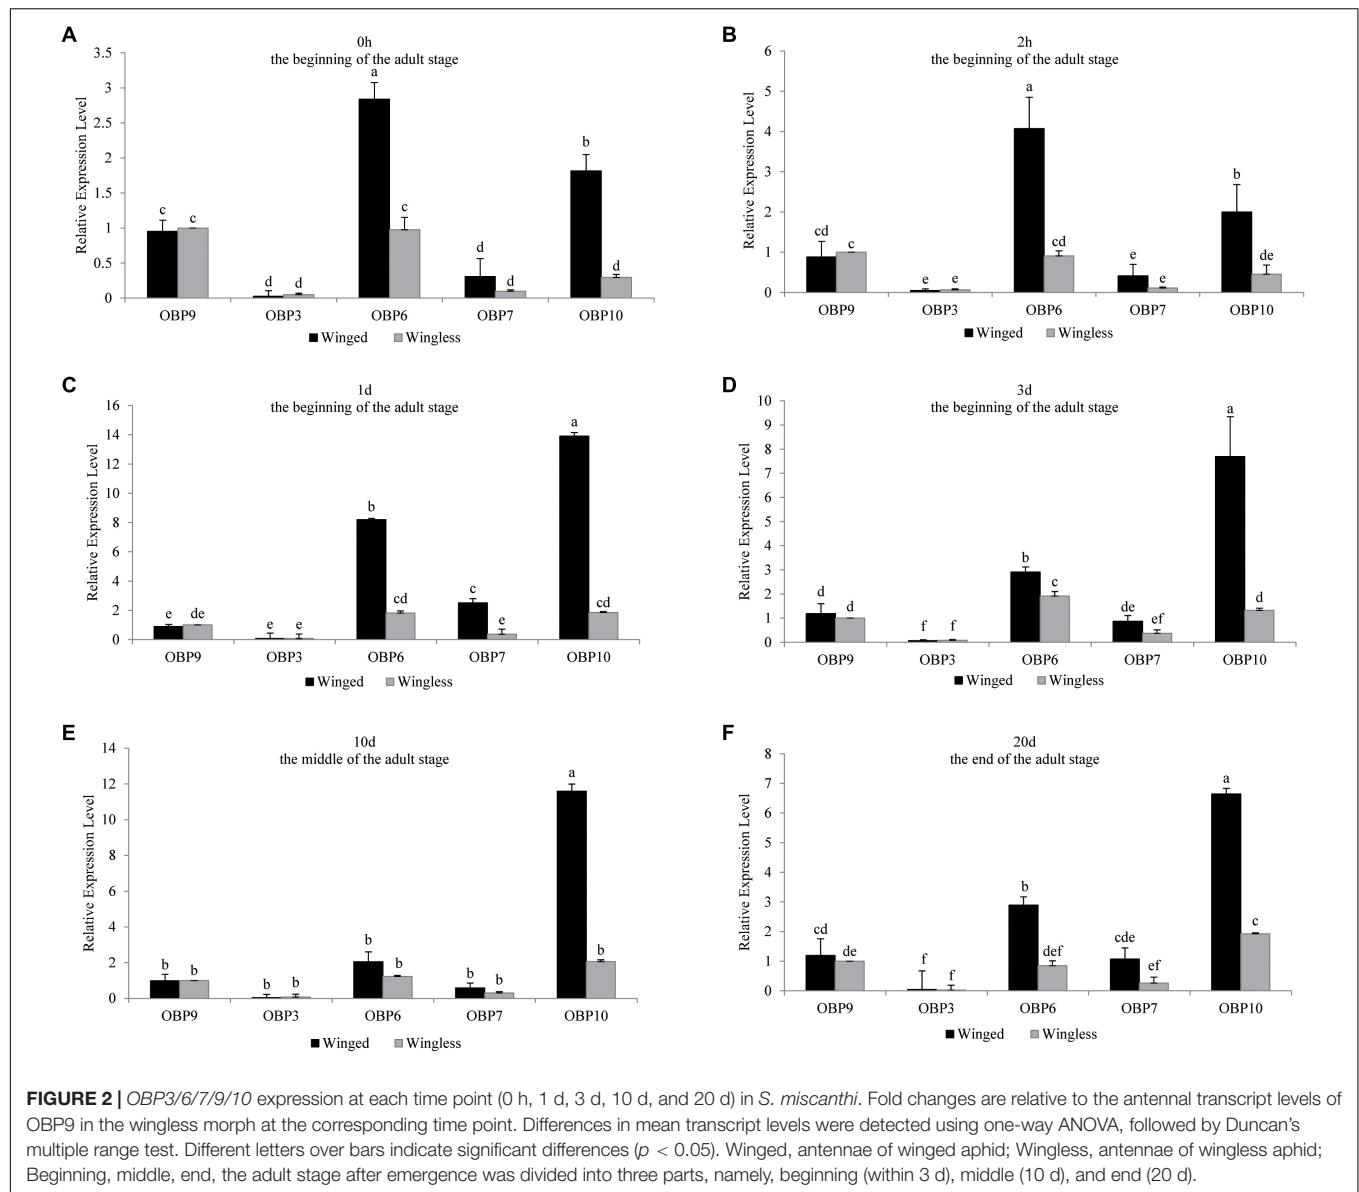 A
0h
the beginning of the adult stage
Relative Expression Level
3.5
3
2.5
2
1.5
1
0.5
0
c c d d a c d d b d
OBP9 OBP3 OBP6 OBP7 OBP10
Winged Wingless
B
2h
the beginning of the adult stage
Relative Expression Level
6
5
4
3
2
1
0
cd c e e a cd e e b de
OBP9 OBP3 OBP6 OBP7 OBP10
Winged Wingless
C
1d
the beginning of the adult stage
Relative Expression Level
16
14
12
10
8
6
4
2
0
e de e e b cd c e a cd
OBP9 OBP3 OBP6 OBP7 OBP10
Winged Wingless
D
3d
the beginning of the adult stage
Relative Expression Level
10
9
8
7
6
5
4
3
2
1
0
d d f f b c de ef a d
OBP9 OBP3 OBP6 OBP7 OBP10
Winged Wingless
E
10d
the middle of the adult stage
Relative Expression Level
14
12
10
8
6
4
2
0
b b b b b b b b a b
OBP9 OBP3 OBP6 OBP7 OBP10
Winged Wingless
F
20d
the end of the adult stage
Relative Expression Level
8
7
6
5
4
3
2
1
0
cd de f f b def cde ef a c
OBP9 OBP3 OBP6 OBP7 OBP10
Winged Wingless
FIGURE 2 | OBP3/6/7/9/10 expression at each time point (0 h, 1 d, 3 d, 10 d, and 20 d) in S. miscanthi. Fold changes are relative to the antennal transcript levels of
OBP9 in the wingless morph at the corresponding time point. Differences in mean transcript levels were detected using one-way ANOVA, followed by Duncan’s
multiple range test. Different letters over bars indicate significant differences (p < 0.05). Winged, antennae of winged aphid; Wingless, antennae of wingless aphid;
Beginning, middle, end, the adult stage after emergence was divided into three parts, namely, beginning (within 3 d), middle (10 d), and end (20 d).